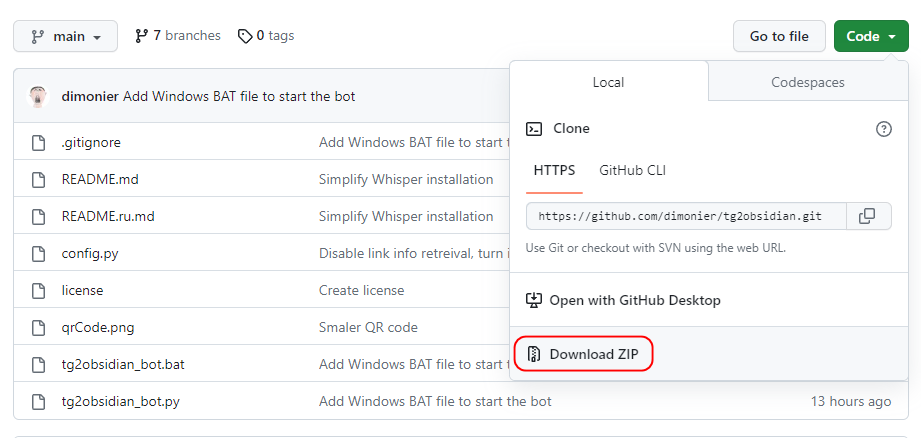 main 7 branches 0 tags Go to file Code
Local Codespaces
dimonier Add Windows BAT file to start the bot
Clone
.gitignore Add Windows BAT file to start t
HTTPS GitHub CLI
README.md Simplify Whisper installation
README.ru.md Simplify Whisper installation
https://github.com/dimonier/tg2obsidian.git
Use Git or checkout with SVN using the web URL.
config.py Disable link info retreival, turn i
license Create license
Open with GitHub Desktop
qrCode.png Smaler QR code
Download ZIP
tg2obsidian_bot.bat Add Windows BAT file to start t
tg2obsidian_bot.py Add Windows BAT file to start the bot 13 hours ago